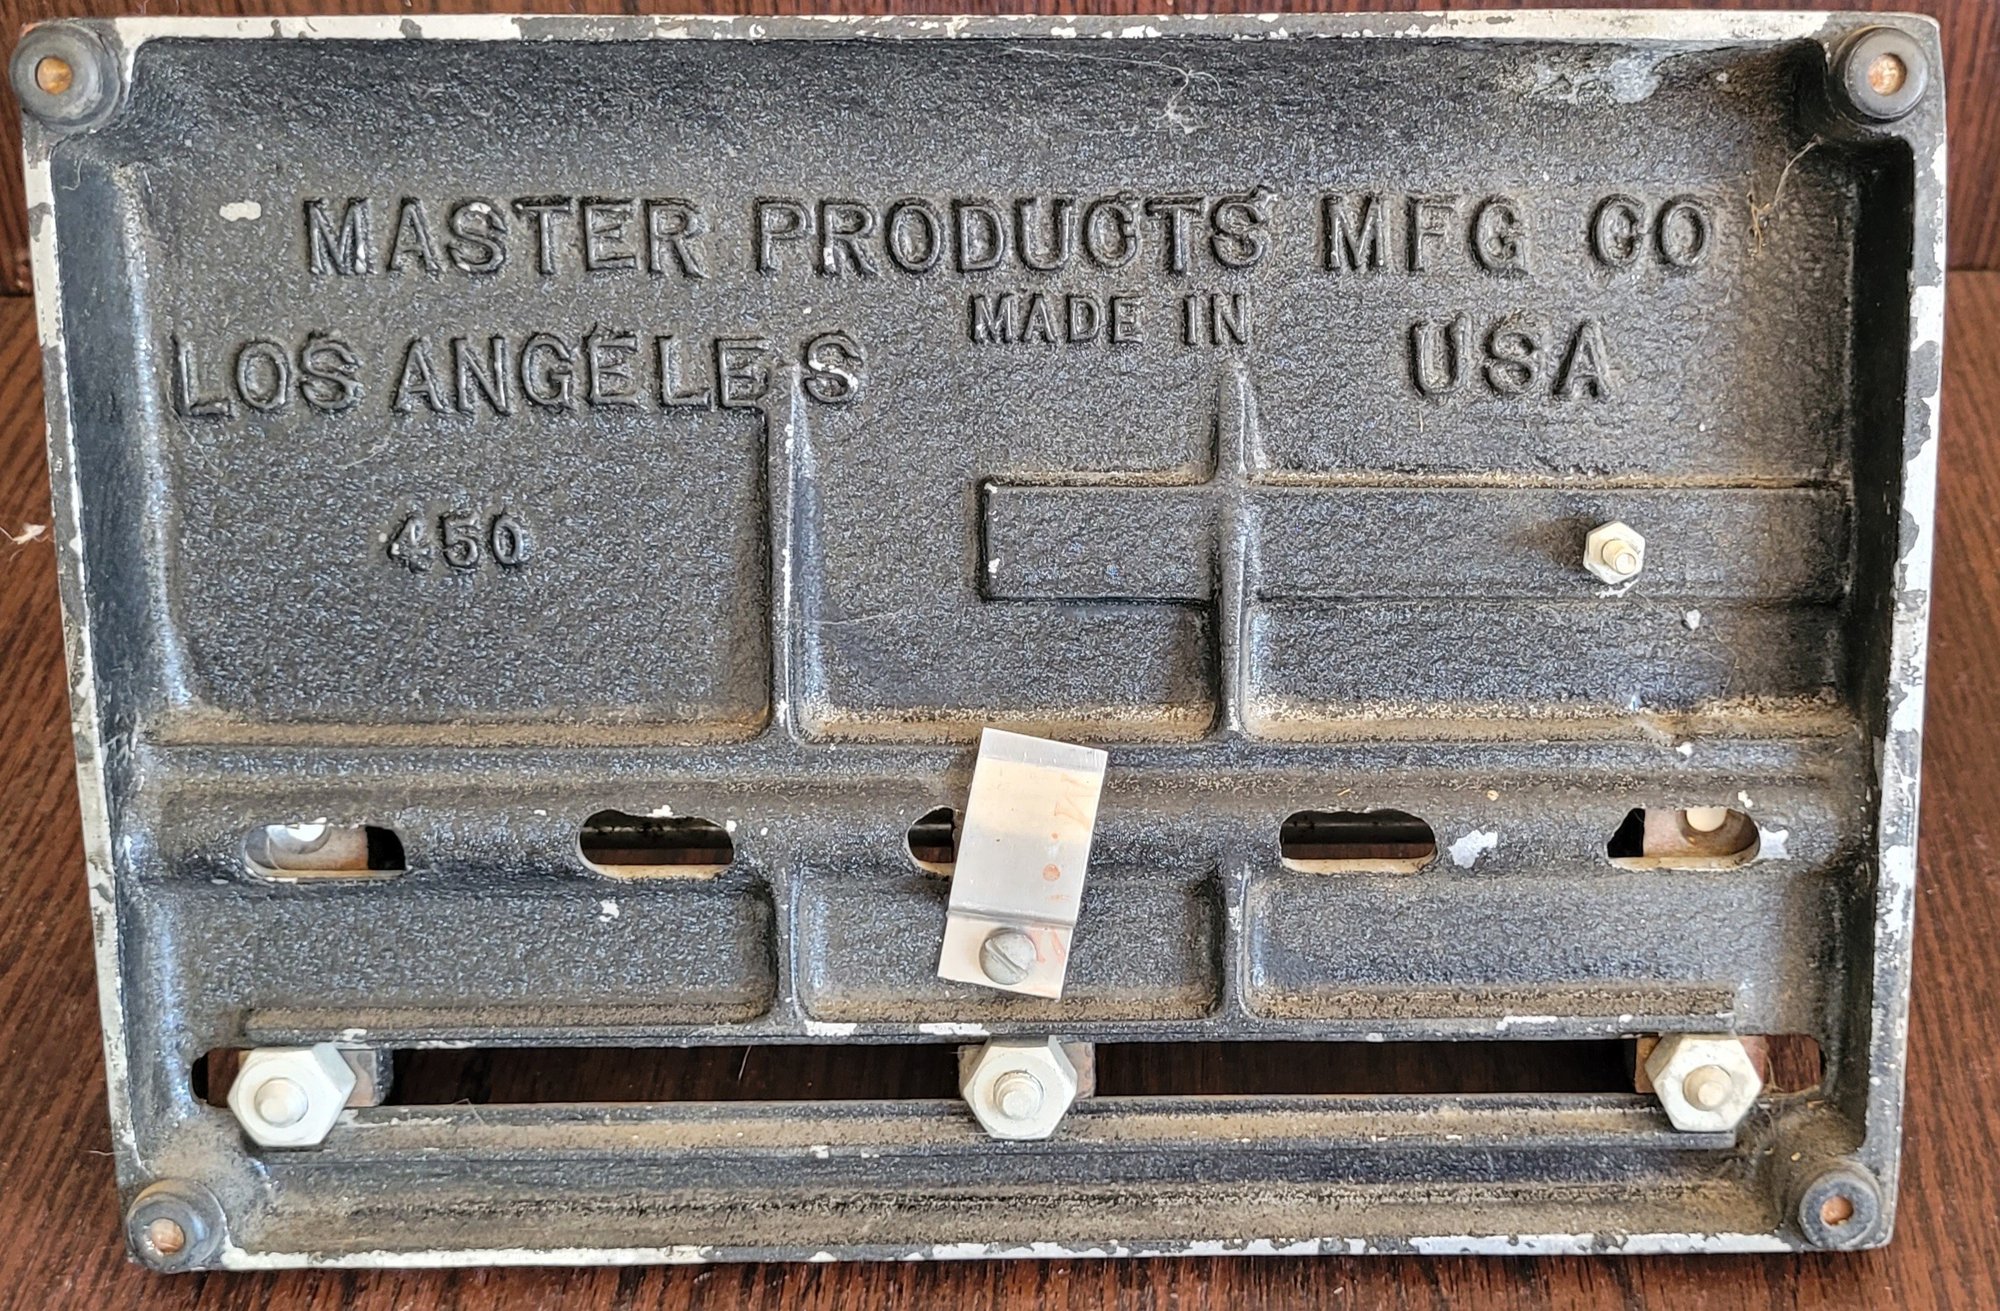 MASTER PRODUCTS MFG CO
MADE IN
LOS ANGELES USA
450